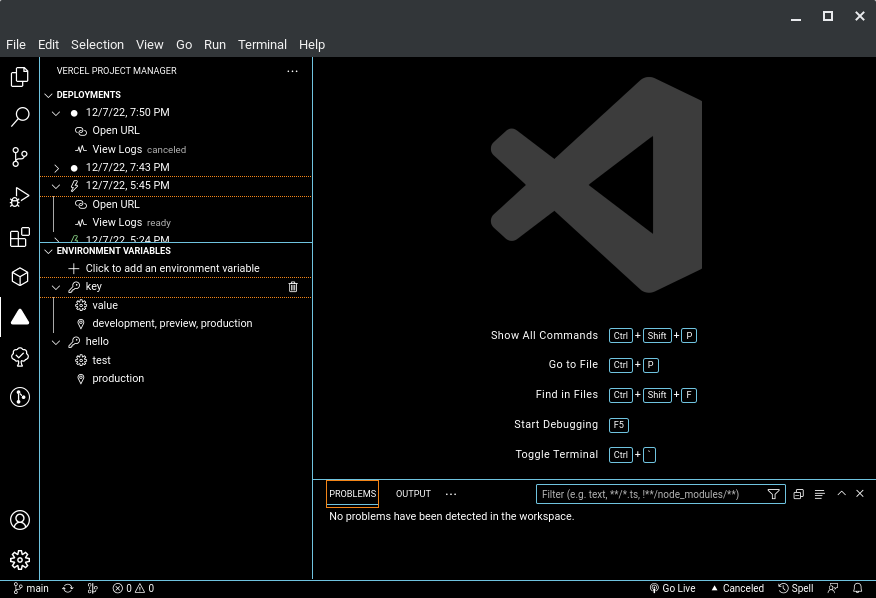 File Edit Selection View Go Run Terminal Help
VERCEL PROJECT MANAGER ...
DEPLOYMENTS
12/7/22, 7:50 PM
Open URL
View Logs canceled
12/7/22, 7:43 PM
12/7/22, 5:45 PM
Open URL
View Logs ready
12/7/22, 5:24 PM
ENVIRONMENT VARIABLES
Click to add an environment variable
key
value
development, preview, production
hello
test
production
Show All Commands Ctrl + Shift + P
Go to File Ctrl + P
Find in Files Ctrl + Shift + F
Start Debugging F5
Toggle Terminal Ctrl + `
PROBLEMS OUTPUT ... Filter (e.g. text, **/*.ts, !**/node_modules/**)
No problems have been detected in the workspace.
main 0 0 Go Live Canceled Spell